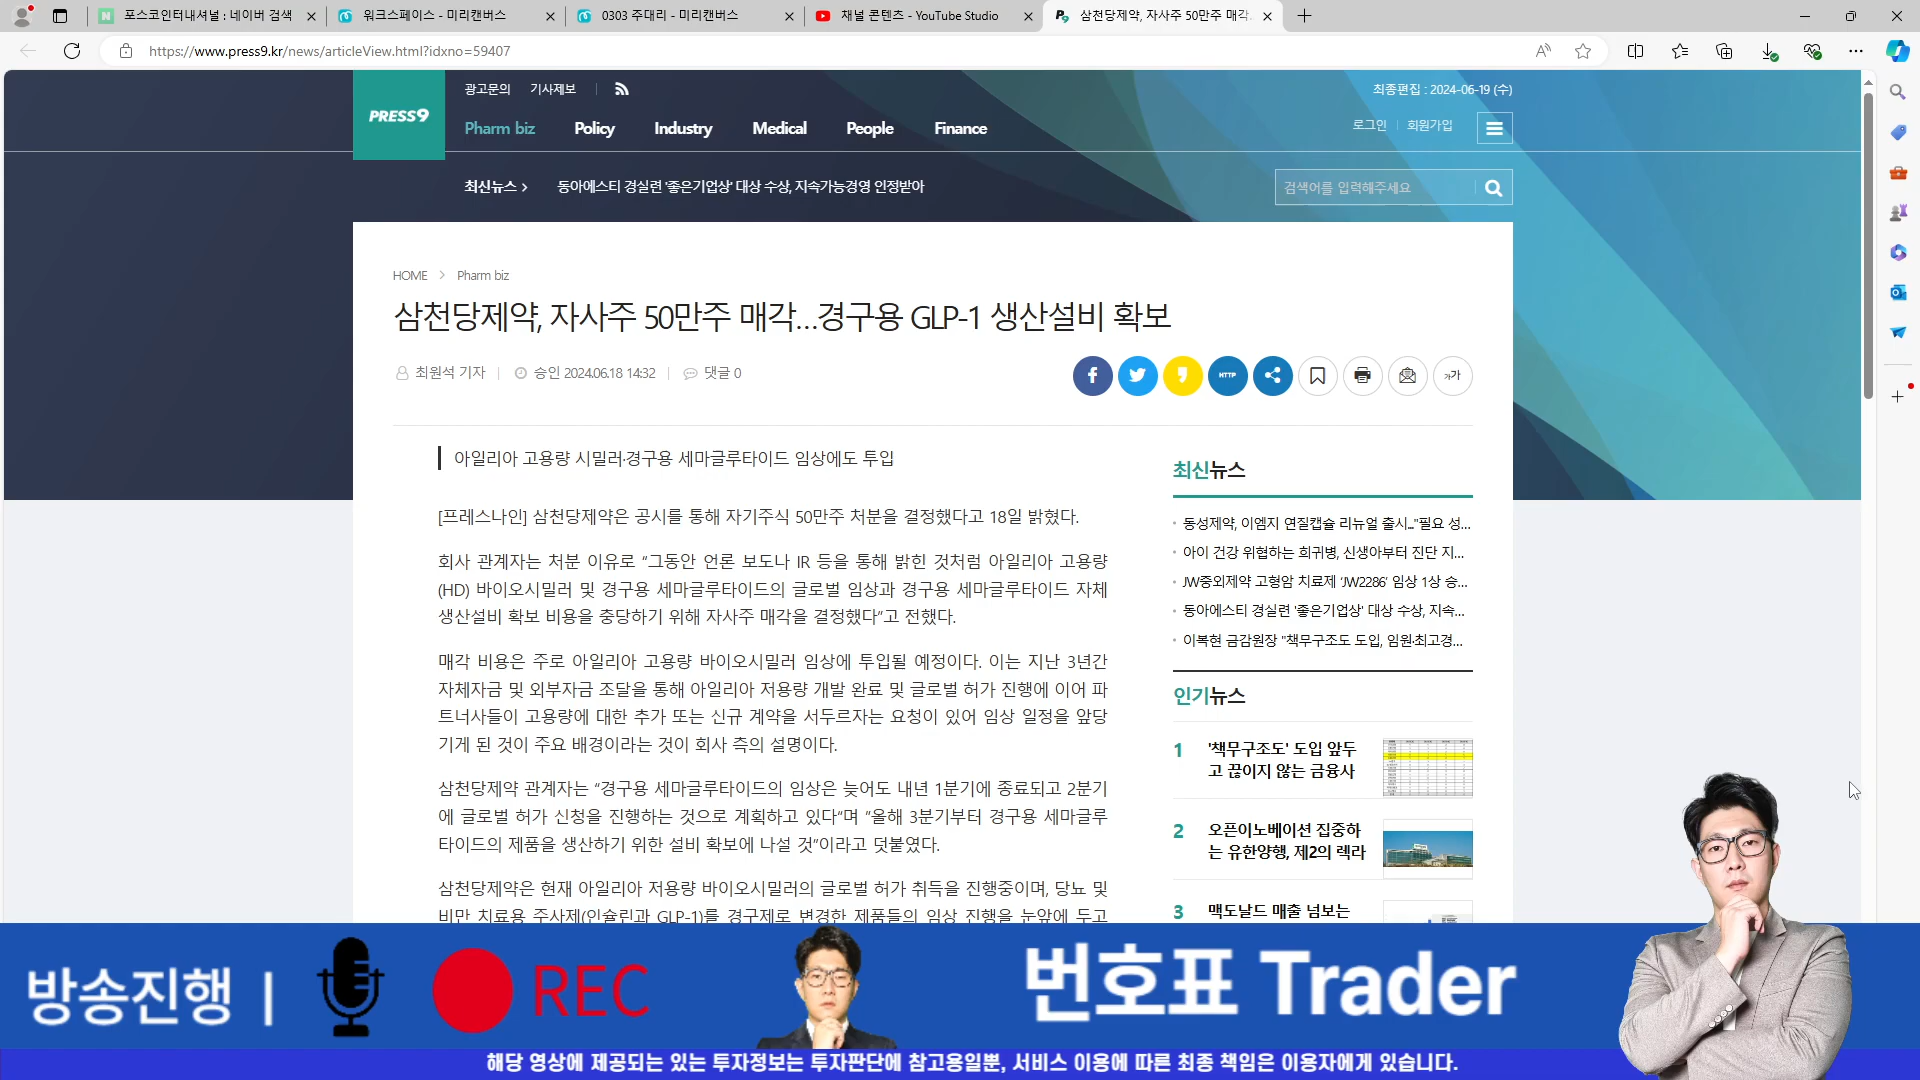 포스코인터내셔널 : 네이버 검색
워크스페이스 - 미리캔버스
0303 주대리 - 미리캔버스
채널 콘텐츠 - YouTube Studio
삼천당제약, 자사주 50만주 매각
https://www.press9.kr/news/articleView.html?idxno=59407
PRESS9
광고문의 기사제보
최종편집 : 2024-06-19 (수)
Pharm biz Policy Industry Medical People Finance
로그인 회원가입
최신뉴스 > 동아에스티 경실련 '좋은기업상' 대상 수상, 지속가능경영 인정받아
검색어를 입력해주세요
HOME > Pharm biz
삼천당제약, 자사주 50만주 매각…경구용 GLP-1 생산설비 확보
최원석 기자 | 승인 2024.06.18 14:32 | 댓글 0
HTTP
가가
아일리아 고용량 시밀러·경구용 세마글루타이드 임상에도 투입
[프레스나인] 삼천당제약은 공시를 통해 자기주식 50만주 처분을 결정했다고 18일 밝혔다.
회사 관계자는 처분 이유로 “그동안 언론 보도나 IR 등을 통해 밝힌 것처럼 아일리아 고용량
(HD) 바이오시밀러 및 경구용 세마글루타이드의 글로벌 임상과 경구용 세마글루타이드 자체
생산설비 확보 비용을 충당하기 위해 자사주 매각을 결정했다”고 전했다.
매각 비용은 주로 아일리아 고용량 바이오시밀러 임상에 투입될 예정이다. 이는 지난 3년간
자체자금 및 외부자금 조달을 통해 아일리아 저용량 개발 완료 및 글로벌 허가 진행에 이어 파
트너사들이 고용량에 대한 추가 또는 신규 계약을 서두르자는 요청이 있어 임상 일정을 앞당
기게 된 것이 주요 배경이라는 것이 회사 측의 설명이다.
삼천당제약 관계자는 “경구용 세마글루타이드의 임상은 늦어도 내년 1분기에 종료되고 2분기
에 글로벌 허가 신청을 진행하는 것으로 계획하고 있다”며 ”올해 3분기부터 경구용 세마글루
타이드의 제품을 생산하기 위한 설비 확보에 나설 것”이라고 덧붙였다.
삼천당제약은 현재 아일리아 저용량 바이오시밀러의 글로벌 허가 취득을 진행중이며, 당뇨 및
비만 치료용 주사제(인슐린과 GLP-1)를 경구제로 변경한 제품들의 임상 진행을 눈앞에 두고
최신뉴스
동성제약, 이엠지 연질캡슐 리뉴얼 출시..."필요 성...
아이 건강 위협하는 희귀병, 신생아부터 진단 지...
JW중외제약 고형암 치료제 'JW2286' 임상 1상 승...
동아에스티 경실련 '좋은기업상' 대상 수상, 지속...
이복현 금감원장 "책무구조도 도입, 임원·최고경...
인기뉴스
1 '책무구조도' 도입 앞두
고 끊이지 않는 금융사
2 오픈이노베이션 집중하
는 유한양행, 제2의 렉라
3 맥도날드 매출 넘보는
방송진행 | REC 번호표 Trader
해당 영상에 제공되는 있는 투자정보는 투자판단에 참고용일뿐, 서비스 이용에 따른 최종 책임은 이용자에게 있습니다.